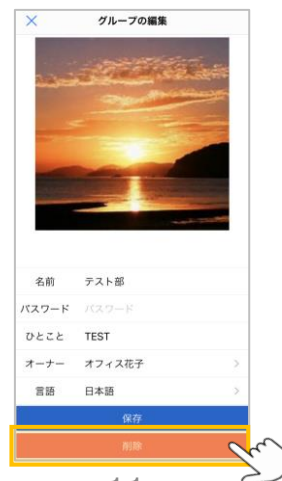 グループの編集
名前 テスト部
パスワード パスワード
ひとこと TEST
オーナー オフィス花子
言語 日本語
保存
削除